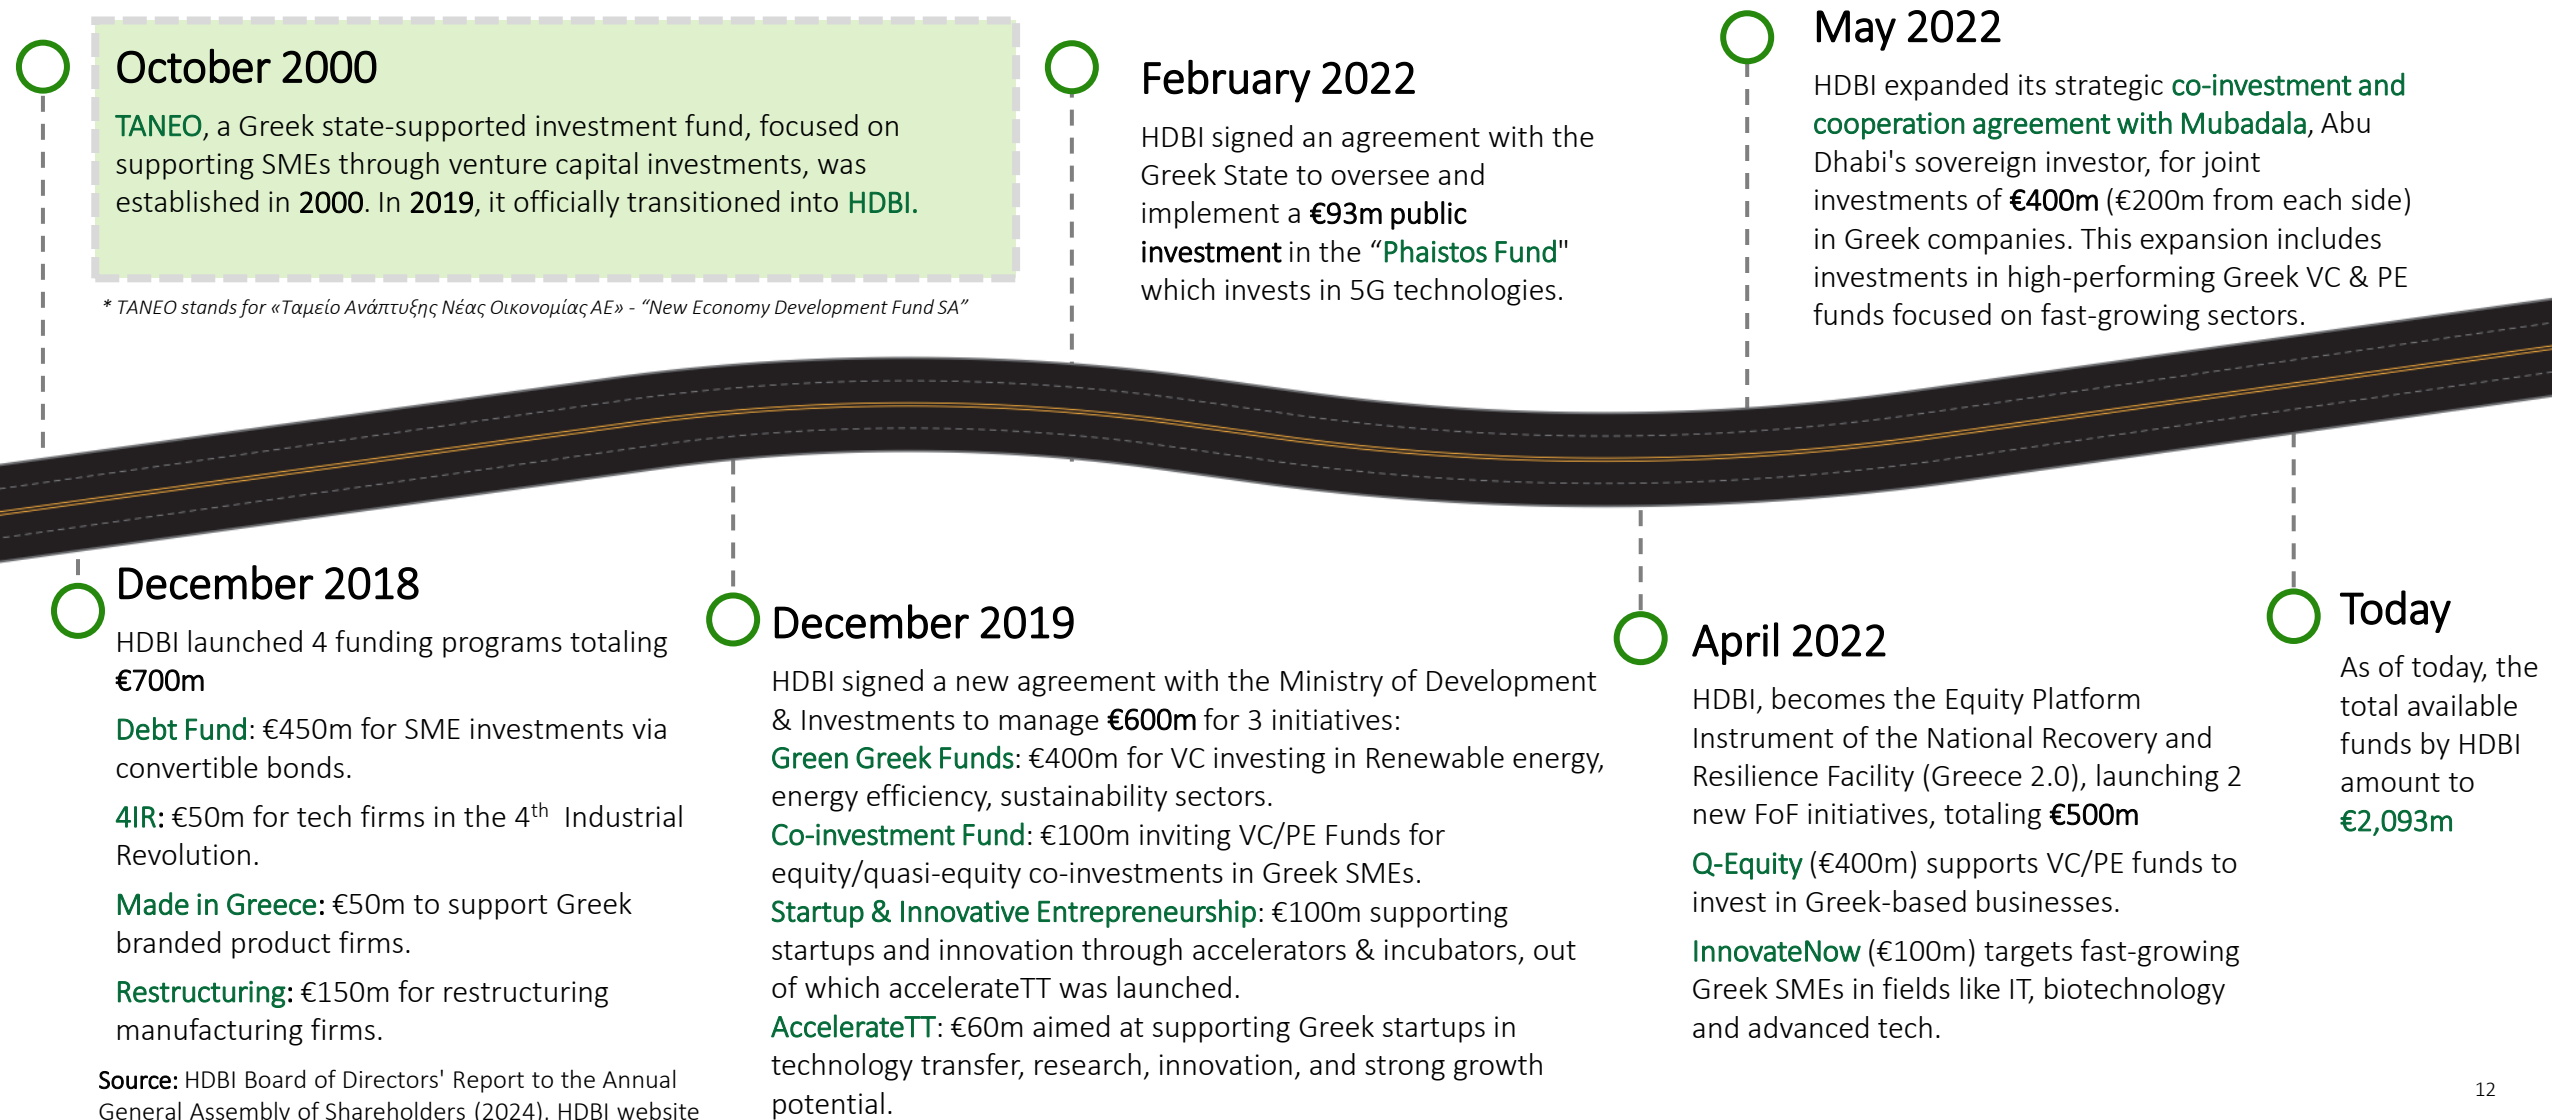 October 2000
TANEO, a Greek state-supported investment fund, focused on
supporting SMEs through venture capital investments, was
established in 2000. In 2019, it officially transitioned into HDBI.
* TANEO stands for «Ταμείο Ανάπτυξης Νέας Οικονομίας ΑΕ» - “New Economy Development Fund SA”
December 2018
HDBI launched 4 funding programs totaling
€700m
Debt Fund: €450m for SME investments via
convertible bonds.
4IR: €50m for tech firms in the 4th Industrial
Revolution.
Made in Greece: €50m to support Greek
branded product firms.
Restructuring: €150m for restructuring
manufacturing firms.
Source: HDBI Board of Directors' Report to the Annual
General Assembly of Shareholders (2024), HDBI website
December 2019
HDBI signed a new agreement with the Ministry of Development
& Investments to manage €600m for 3 initiatives:
Green Greek Funds: €400m for VC investing in Renewable energy,
energy efficiency, sustainability sectors.
Co-investment Fund: €100m inviting VC/PE Funds for
equity/quasi-equity co-investments in Greek SMEs.
Startup & Innovative Entrepreneurship: €100m supporting
startups and innovation through accelerators & incubators, out
of which accelerateTT was launched.
AccelerateTT: €60m aimed at supporting Greek startups in
technology transfer, research, innovation, and strong growth
potential.
February 2022
HDBI signed an agreement with the
Greek State to oversee and
implement a €93m public
investment in the “Phaistos Fund"
which invests in 5G technologies.
April 2022
HDBI, becomes the Equity Platform
Instrument of the National Recovery and
Resilience Facility (Greece 2.0), launching 2
new FoF initiatives, totaling €500m
Q-Equity (€400m) supports VC/PE funds to
invest in Greek-based businesses.
InnovateNow (€100m) targets fast-growing
Greek SMEs in fields like IT, biotechnology
and advanced tech.
May 2022
HDBI expanded its strategic co-investment and
cooperation agreement with Mubadala, Abu
Dhabi's sovereign investor, for joint
investments of €400m (€200m from each side)
in Greek companies. This expansion includes
investments in high-performing Greek VC & PE
funds focused on fast-growing sectors.
Today
As of today, the
total available
funds by HDBI
amount to
€2,093m
12